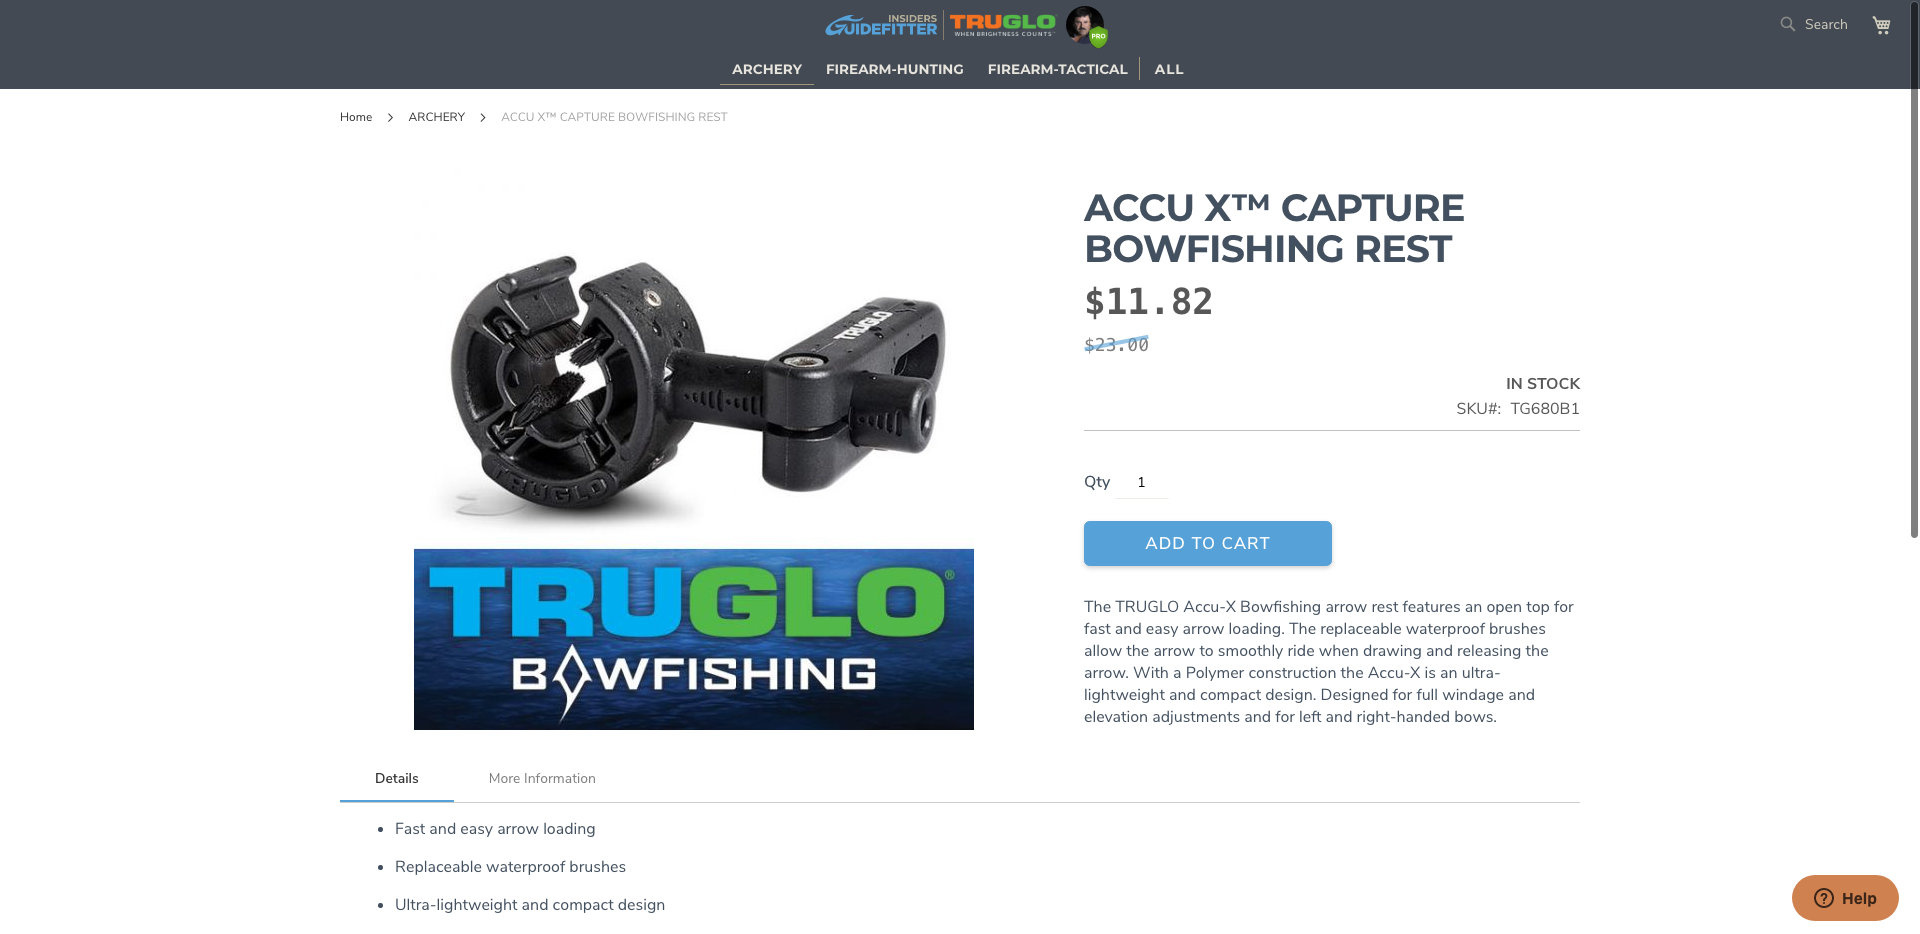 INSIDERS
GUIDEFITTER
TRUGLO
WHEN BRIGHTNESS COUNTS™
PRO
Search
ARCHERY
FIREARM-HUNTING
FIREARM-TACTICAL
ALL
Home
ARCHERY
ACCU X™ CAPTURE BOWFISHING REST
TRUGLO
TRUGLO
TRUGLO®
BOWFISHING
ACCU X™ CAPTURE
BOWFISHING REST
$11.82
$23.00
IN STOCK
SKU#: TG680B1
Qty 1
ADD TO CART
The TRUGLO Accu-X Bowfishing arrow rest features an open top for
fast and easy arrow loading. The replaceable waterproof brushes
allow the arrow to smoothly ride when drawing and releasing the
arrow. With a Polymer construction the Accu-X is an ultra-
lightweight and compact design. Designed for full windage and
elevation adjustments and for left and right-handed bows.
Details
More Information
• Fast and easy arrow loading
• Replaceable waterproof brushes
• Ultra-lightweight and compact design
Help